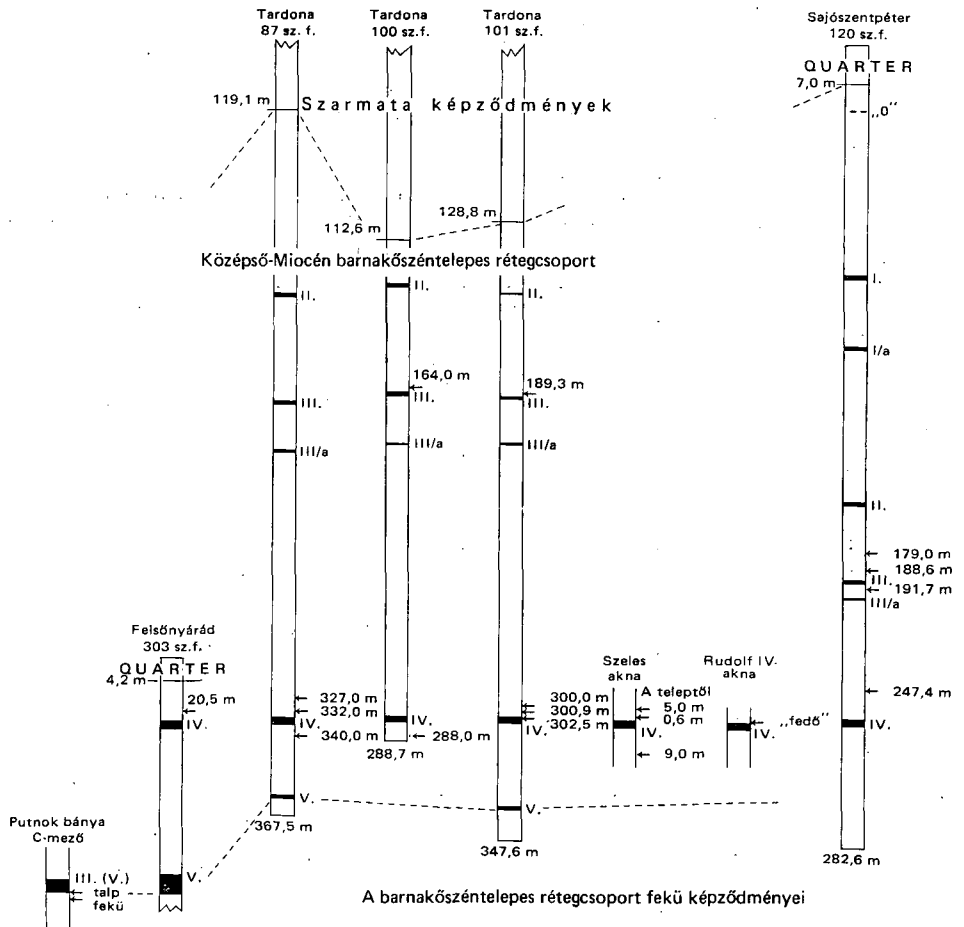 Tardona
87 sz. f.
Tardona
100 sz.f.
Tardona
101 sz.f.
Sajószentpéter
120 sz.f.
QUARTER
7,0 m
„0"
119,1 m
Szarmata képződmények
128,8 m
112,6 m
Középső-Miocén barnakőszéntelepes rétegcsoport
I.
II.
II.
II.
I/a
164,0 m
189,3 m
III.
III.
III.
III/a
III/a
III/a
II.
179,0 m
188,6 m
III.
191,7 m
III/a
Felsőnyárád
303 sz.f.
QUARTER
4,2 m
20,5 m
IV.
327,0 m
332,0 m
IV.
340,0 m
IV.
288,0 m
288,7 m
300,0 m
300,9 m
302,5 m
IV.
Szeles
akna
A teleptől
5,0 m
0,6 m
IV.
9,0 m
Rudolf IV.
akna
„fedő"
IV.
247,4 m
IV.
V.
367,5 m
V.
347,6 m
282,6 m
Putnok bánya
C-mező
III. (V.)
talp
fekü
V.
A barnakőszéntelepes rétegcsoport fekü képződményei